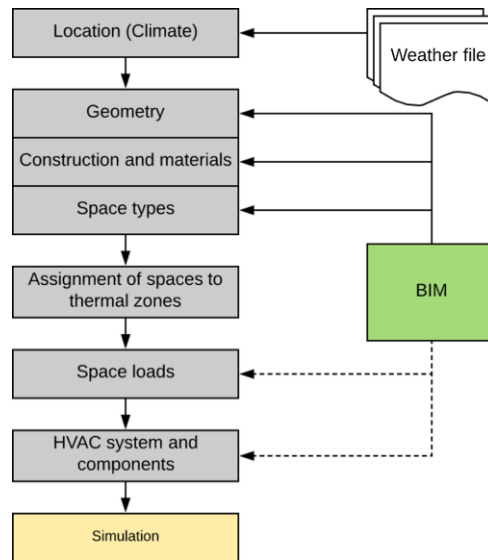 Location (Climate)
Weather file
Geometry
Construction and materials
Space types
Assignment of spaces to
thermal zones
BIM
Space loads
HVAC system and
components
Simulation